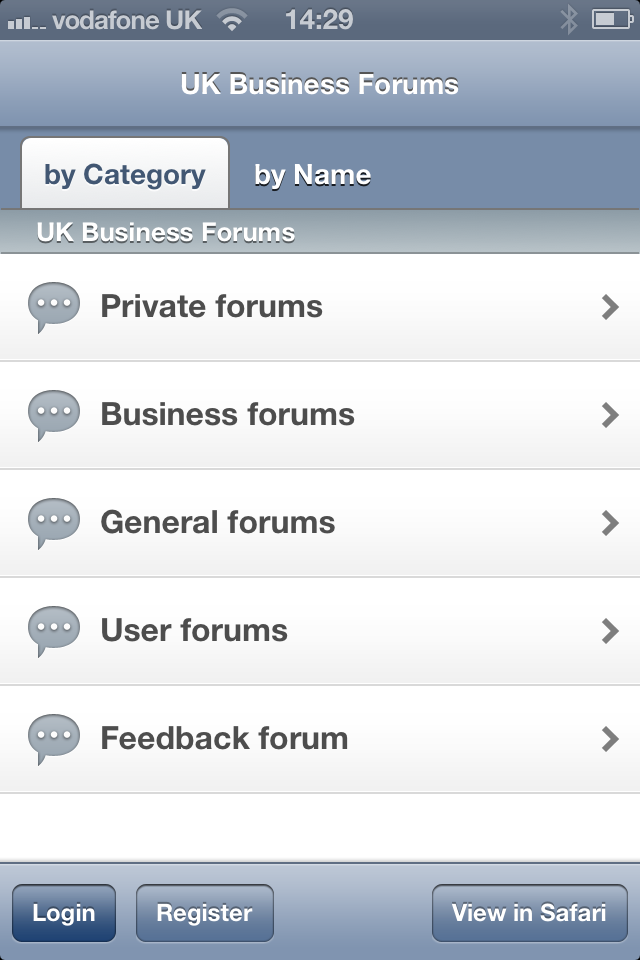 vodafone UK 14:29
UK Business Forums
by Category by Name
UK Business Forums
Private forums
Business forums
General forums
User forums
Feedback forum
Login Register View in Safari